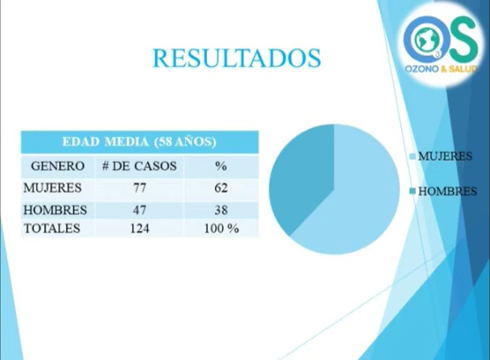 RESULTADOS
OS
OZONO & SALUD
EDAD MEDIA (58 AÑOS)
GENERO # DE CASOS %
MUJERES 77 62
HOMBRES 47 38
TOTALES 124 100 %
MUJERES
HOMBRES